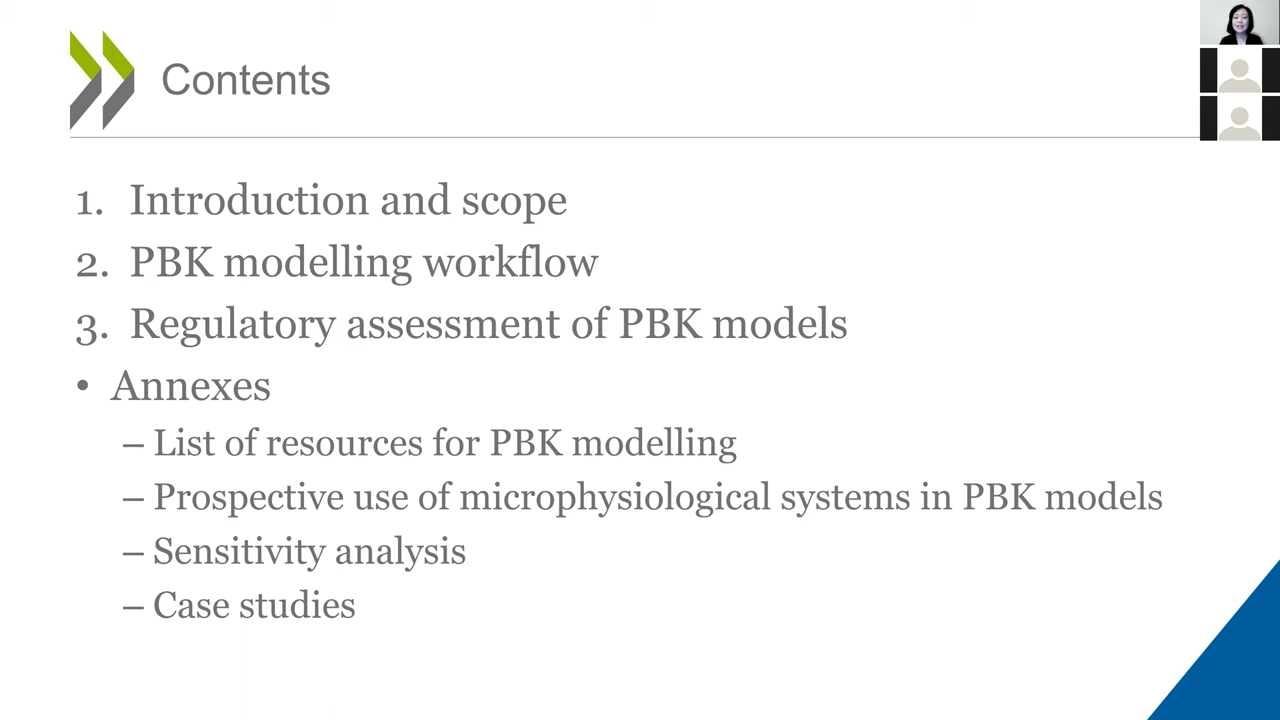 Contents
1. Introduction and scope
2. PBK modelling workflow
3. Regulatory assessment of PBK models
• Annexes
– List of resources for PBK modelling
– Prospective use of microphysiological systems in PBK models
– Sensitivity analysis
– Case studies